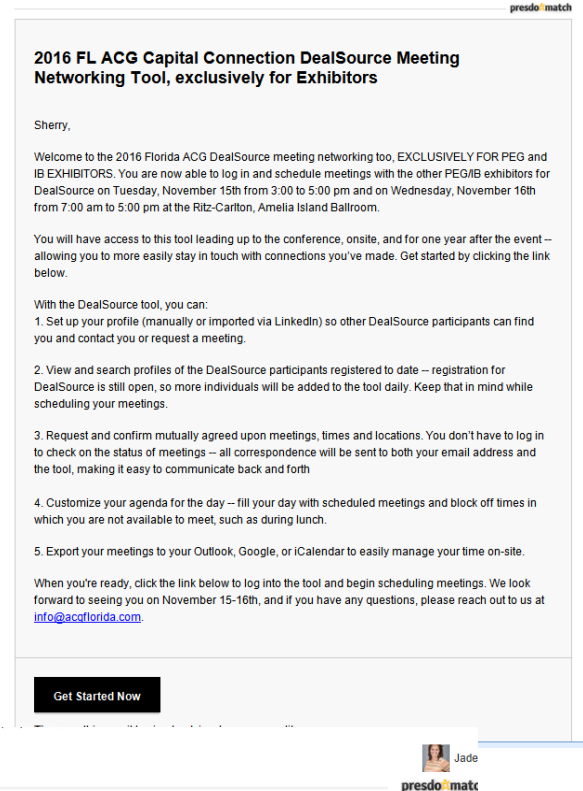 presdo match
2016 FL ACG Capital Connection DealSource Meeting
Networking Tool, exclusively for Exhibitors
Sherry,
Welcome to the 2016 Florida ACG DealSource meeting networking too, EXCLUSIVELY FOR PEG and
IB EXHIBITORS. You are now able to log in and schedule meetings with the other PEG/IB exhibitors for
DealSource on Tuesday, November 15th from 3:00 to 5:00 pm and on Wednesday, November 16th
from 7:00 am to 5:00 pm at the Ritz-Carlton, Amelia Island Ballroom.
You will have access to this tool leading up to the conference, onsite, and for one year after the event --
allowing you to more easily stay in touch with connections you've made. Get started by clicking the link
below.
With the DealSource tool, you can:
1. Set up your profile (manually or imported via LinkedIn) so other DealSource participants can find
you and contact you or request a meeting.
2. View and search profiles of the DealSource participants registered to date -- registration for
DealSource is still open, so more individuals will be added to the tool daily. Keep that in mind while
scheduling your meetings.
3. Request and confirm mutually agreed upon meetings, times and locations. You don't have to log in
to check on the status of meetings -- all correspondence will be sent to both your email address and
the tool, making it easy to communicate back and forth
4. Customize your agenda for the day -- fill your day with scheduled meetings and block off times in
which you are not available to meet, such as during lunch.
5. Export your meetings to your Outlook, Google, or iCalendar to easily manage your time on-site.
When you're ready, click the link below to log into the tool and begin scheduling meetings. We look
forward to seeing you on November 15-16th, and if you have any questions, please reach out to us at
info@acgflorida.com.
Get Started Now
Jade
presdo matc